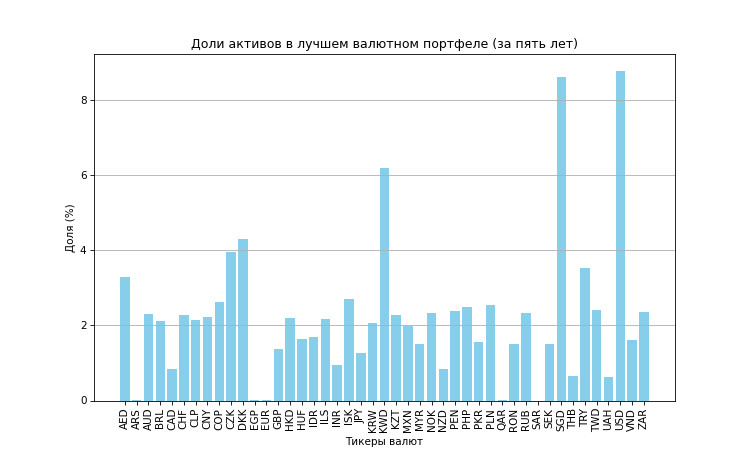 Доли активов в лучшем валютном портфеле (за пять лет)
Доля (%)
8
6
4
2
0
AED ARS AUD BRL CAD CHF CLP CNY COP CZK DKK EGP EUR GBP HKD HUF IDR ILS INR ISK JPY KRW KWD KZT MXN MYR NOK NZD PEN PHP PKR PLN QAR RON RUB SAR SEK SGD THB TRY TWD UAH USD VND ZAR
Тикеры валют